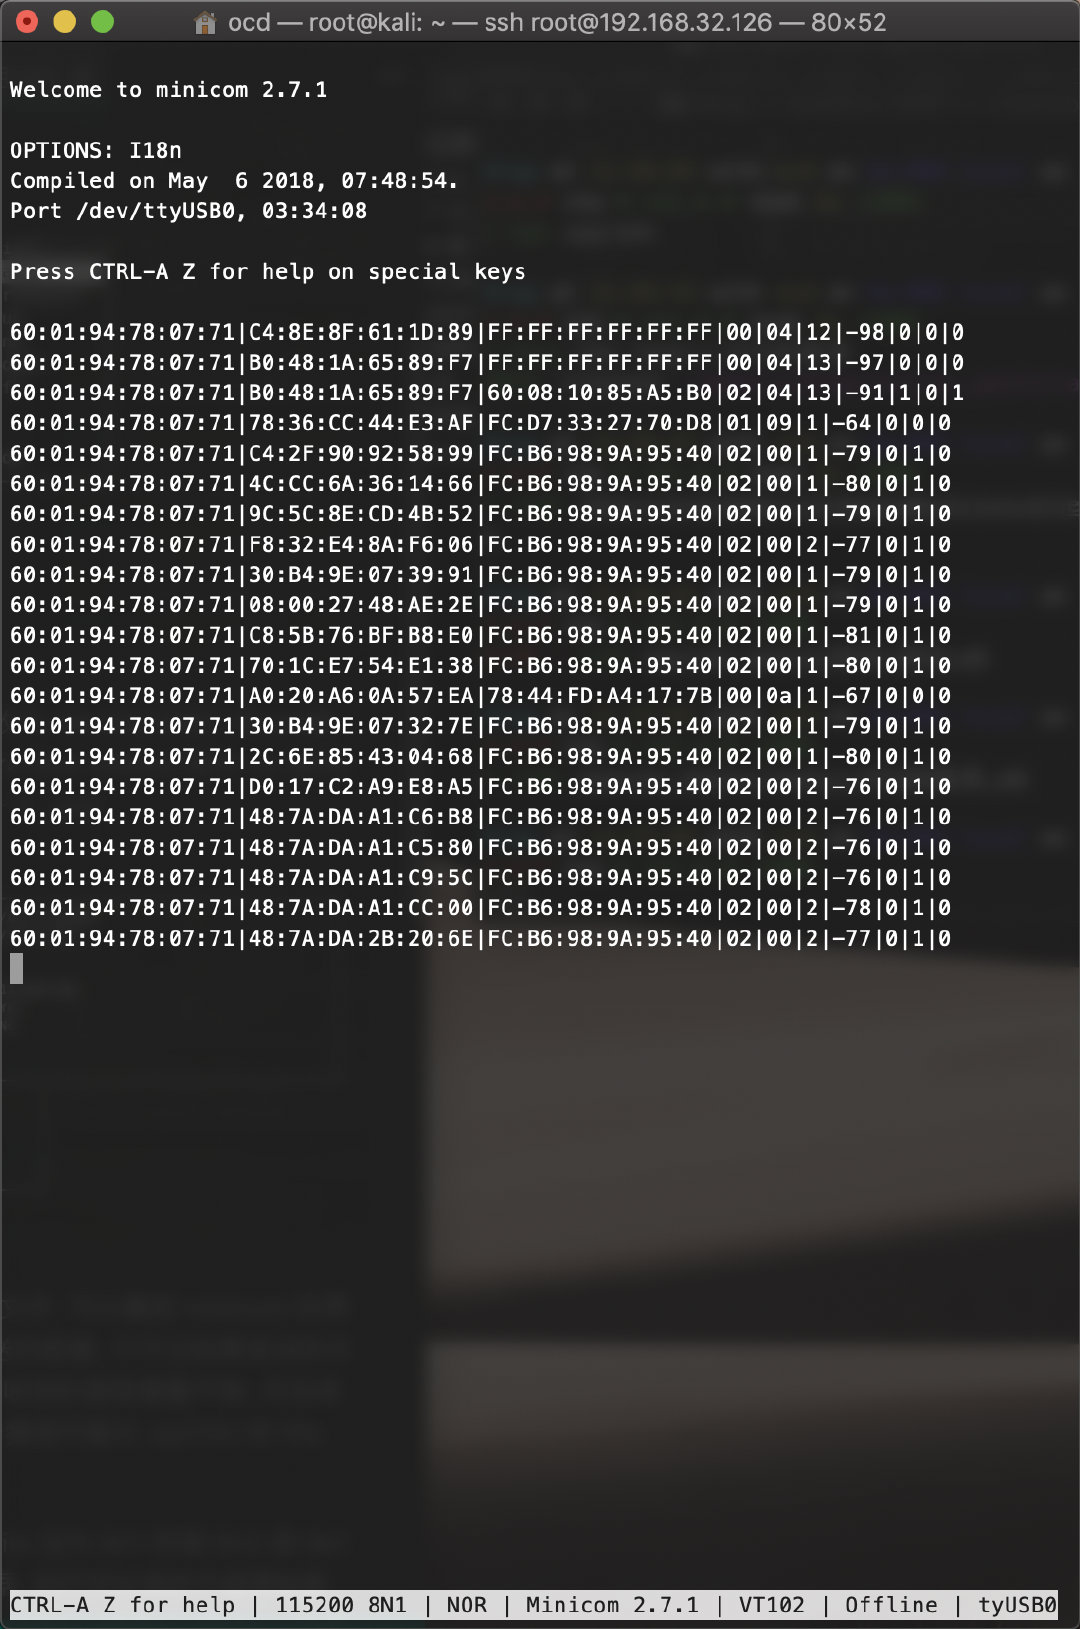 ocd — root@kali: ~ — ssh root@192.168.32.126 — 80×52
Welcome to minicom 2.7.1
OPTIONS: I18n
Compiled on May  6 2018, 07:48:54.
Port /dev/ttyUSB0, 03:34:08
Press CTRL-A Z for help on special keys
60:01:94:78:07:71|C4:8E:8F:61:1D:89|FF:FF:FF:FF:FF:FF|00|04|12|-98|0|0|0
60:01:94:78:07:71|B0:48:1A:65:89:F7|FF:FF:FF:FF:FF:FF|00|04|13|-97|0|0|0
60:01:94:78:07:71|B0:48:1A:65:89:F7|60:08:10:85:A5:B0|02|04|13|-91|1|0|1
60:01:94:78:07:71|78:36:CC:44:E3:AF|FC:D7:33:27:70:D8|01|09|1|-64|0|0|0
60:01:94:78:07:71|C4:2F:90:92:58:99|FC:B6:98:9A:95:40|02|00|1|-79|0|1|0
60:01:94:78:07:71|4C:CC:6A:36:14:66|FC:B6:98:9A:95:40|02|00|1|-80|0|1|0
60:01:94:78:07:71|9C:5C:8E:CD:4B:52|FC:B6:98:9A:95:40|02|00|1|-79|0|1|0
60:01:94:78:07:71|F8:32:E4:8A:F6:06|FC:B6:98:9A:95:40|02|00|2|-77|0|1|0
60:01:94:78:07:71|30:B4:9E:07:39:91|FC:B6:98:9A:95:40|02|00|1|-79|0|1|0
60:01:94:78:07:71|08:00:27:48:AE:2E|FC:B6:98:9A:95:40|02|00|1|-79|0|1|0
60:01:94:78:07:71|C8:5B:76:BF:B8:E0|FC:B6:98:9A:95:40|02|00|1|-81|0|1|0
60:01:94:78:07:71|70:1C:E7:54:E1:38|FC:B6:98:9A:95:40|02|00|1|-80|0|1|0
60:01:94:78:07:71|A0:20:A6:0A:57:EA|78:44:FD:A4:17:7B|00|0a|1|-67|0|0|0
60:01:94:78:07:71|30:B4:9E:07:32:7E|FC:B6:98:9A:95:40|02|00|1|-79|0|1|0
60:01:94:78:07:71|2C:6E:85:43:04:68|FC:B6:98:9A:95:40|02|00|1|-80|0|1|0
60:01:94:78:07:71|D0:17:C2:A9:E8:A5|FC:B6:98:9A:95:40|02|00|2|-76|0|1|0
60:01:94:78:07:71|48:7A:DA:A1:C6:B8|FC:B6:98:9A:95:40|02|00|2|-76|0|1|0
60:01:94:78:07:71|48:7A:DA:A1:C5:80|FC:B6:98:9A:95:40|02|00|2|-76|0|1|0
60:01:94:78:07:71|48:7A:DA:A1:C9:5C|FC:B6:98:9A:95:40|02|00|2|-76|0|1|0
60:01:94:78:07:71|48:7A:DA:A1:CC:00|FC:B6:98:9A:95:40|02|00|2|-78|0|1|0
60:01:94:78:07:71|48:7A:DA:2B:20:6E|FC:B6:98:9A:95:40|02|00|2|-77|0|1|0
CTRL-A Z for help | 115200 8N1 | NOR | Minicom 2.7.1 | VT102 | Offline | tyUSB0